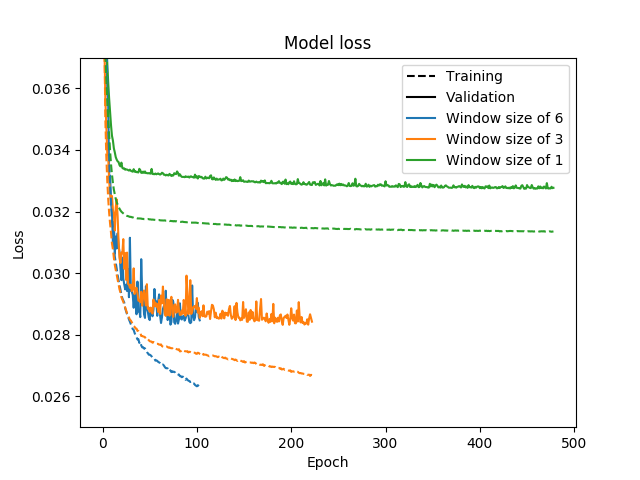 Model loss
0.036
0.034
0.032
0.030
0.028
0.026
Loss
Training
Validation
Window size of 6
Window size of 3
Window size of 1
0
100
200
300
400
500
Epoch